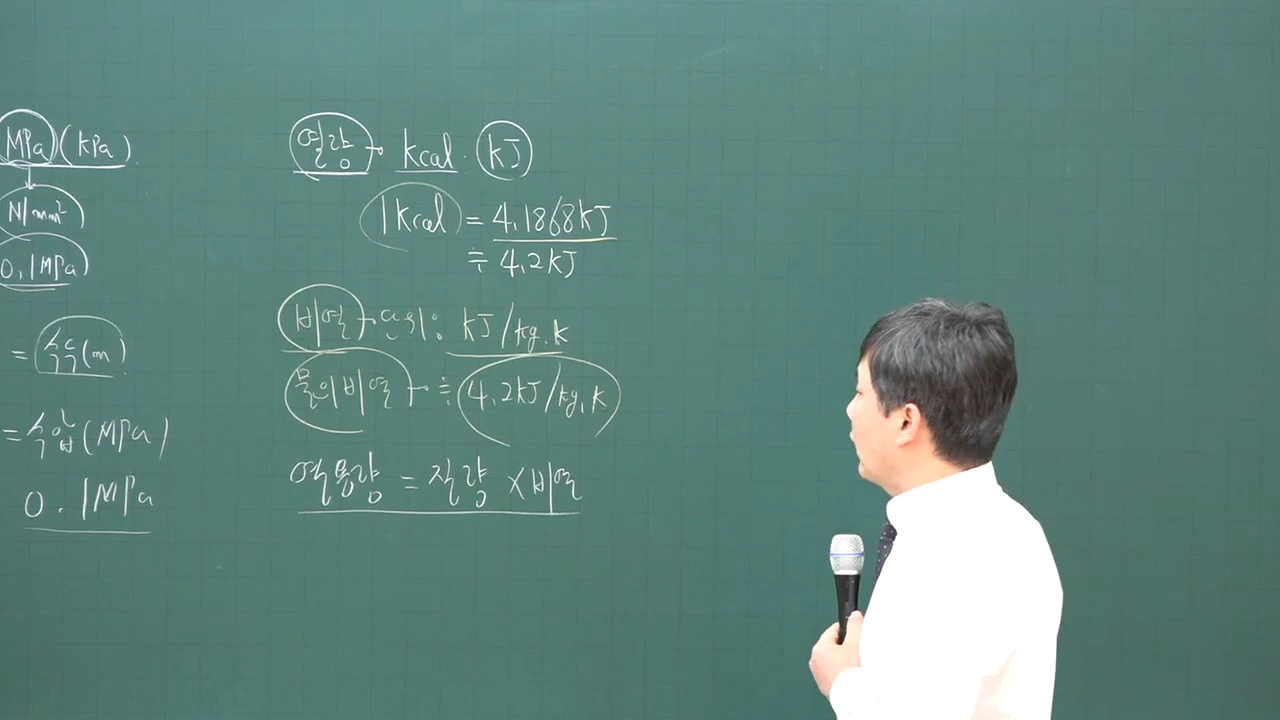 MPa (kPa)
N/mm²
0.1MPa)
= 수두(m)
= 수압(MPa)
0.1MPa
열량 → kcal · kJ
1kcal = 4.1868kJ
≒ 4.2kJ
비열 → 단위: kJ/kg.k
물의비열 → ≒ 4.2kJ/kg.k
열용량 = 질량 × 비열